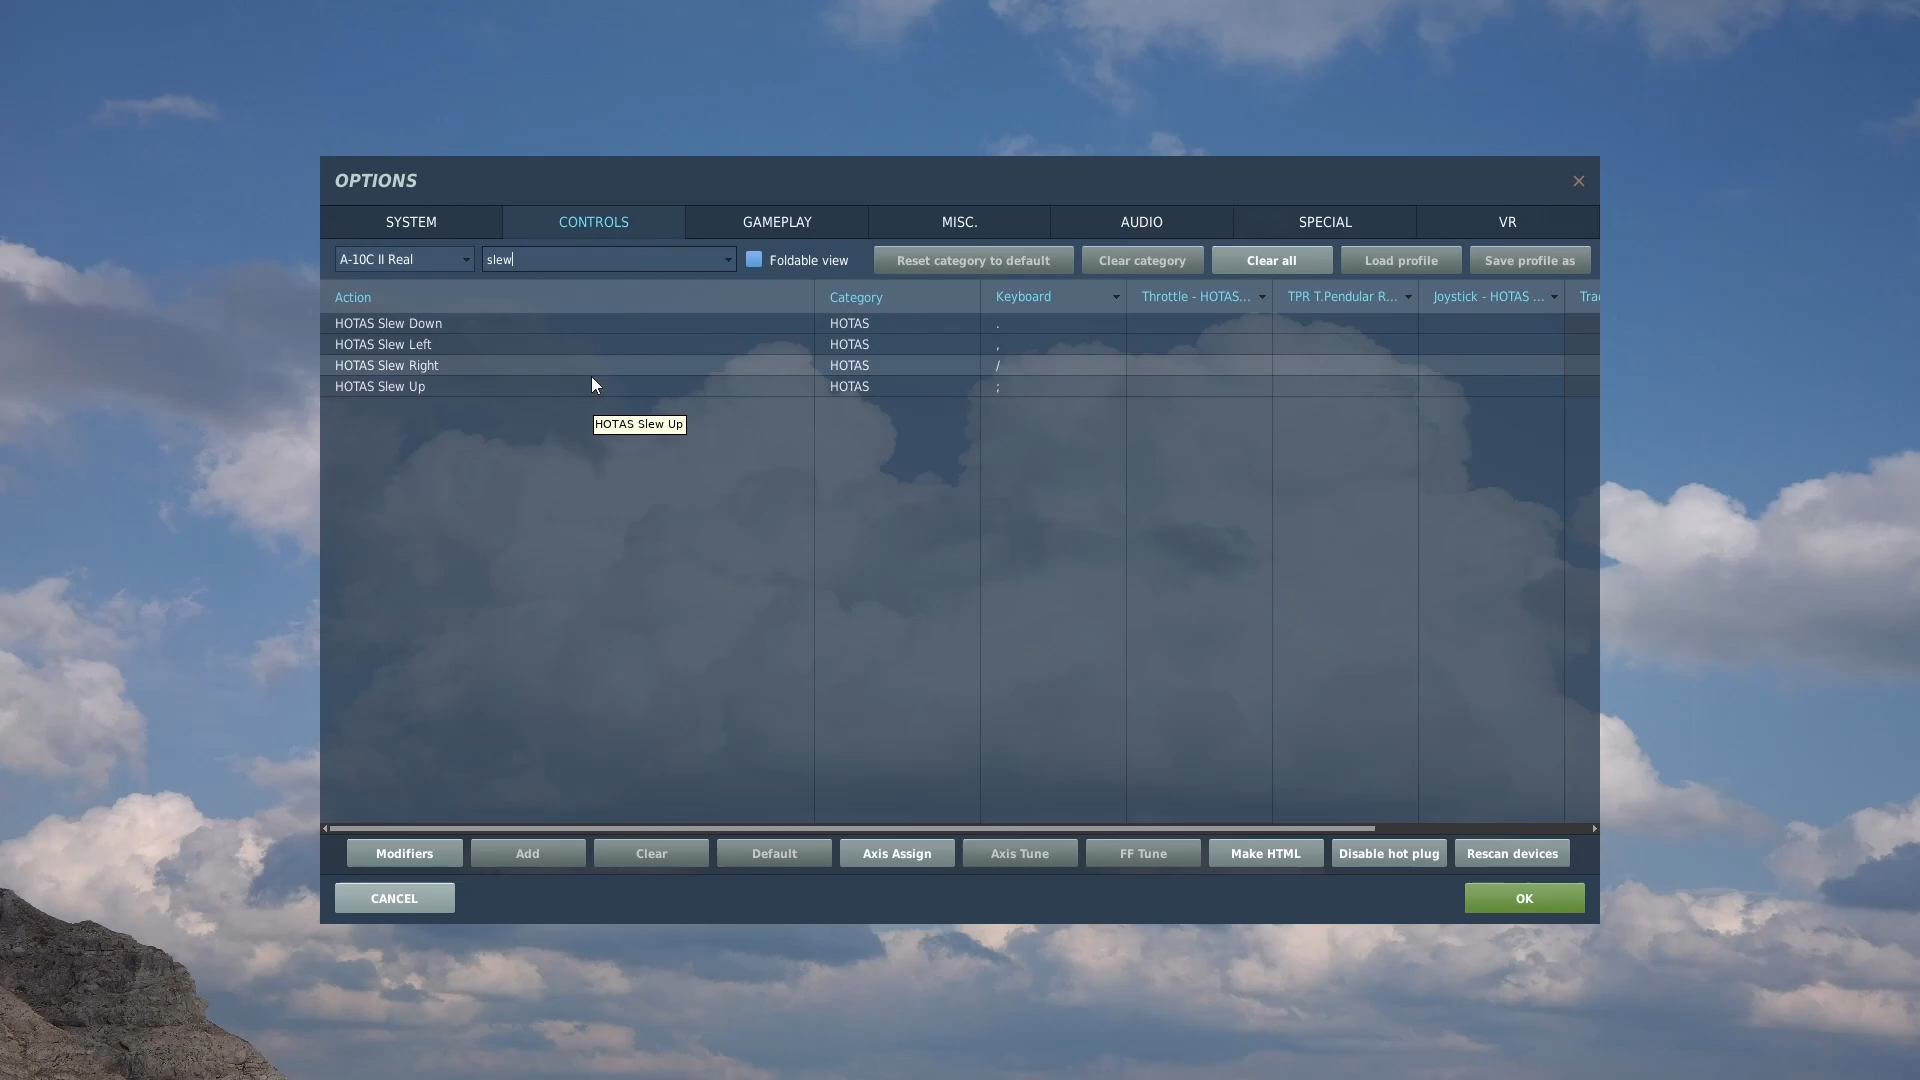 OPTIONS
SYSTEM CONTROLS GAMEPLAY MISC. AUDIO SPECIAL VR
A-10C II Real slew Foldable view Reset category to default Clear category Clear all Load profile Save profile as
Action Category Keyboard Throttle - HOTAS... TPR T.Pendular R... Joystick - HOTAS ... Trac
HOTAS Slew Down HOTAS .
HOTAS Slew Left HOTAS ,
HOTAS Slew Right HOTAS /
HOTAS Slew Up HOTAS ;
HOTAS Slew Up
Modifiers Add Clear Default Axis Assign Axis Tune FF Tune Make HTML Disable hot plug Rescan devices
CANCEL OK